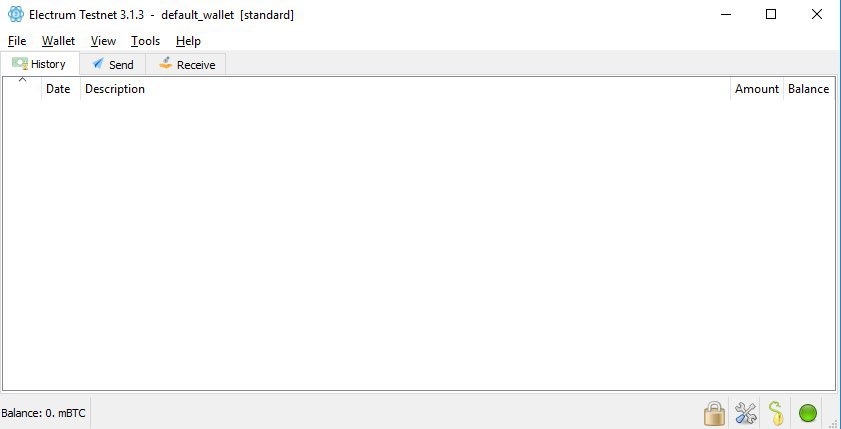 Electrum Testnet 3.1.3 - default_wallet [standard]
File Wallet View Tools Help
History Send Receive
Date Description Amount Balance
Balance: 0. mBTC